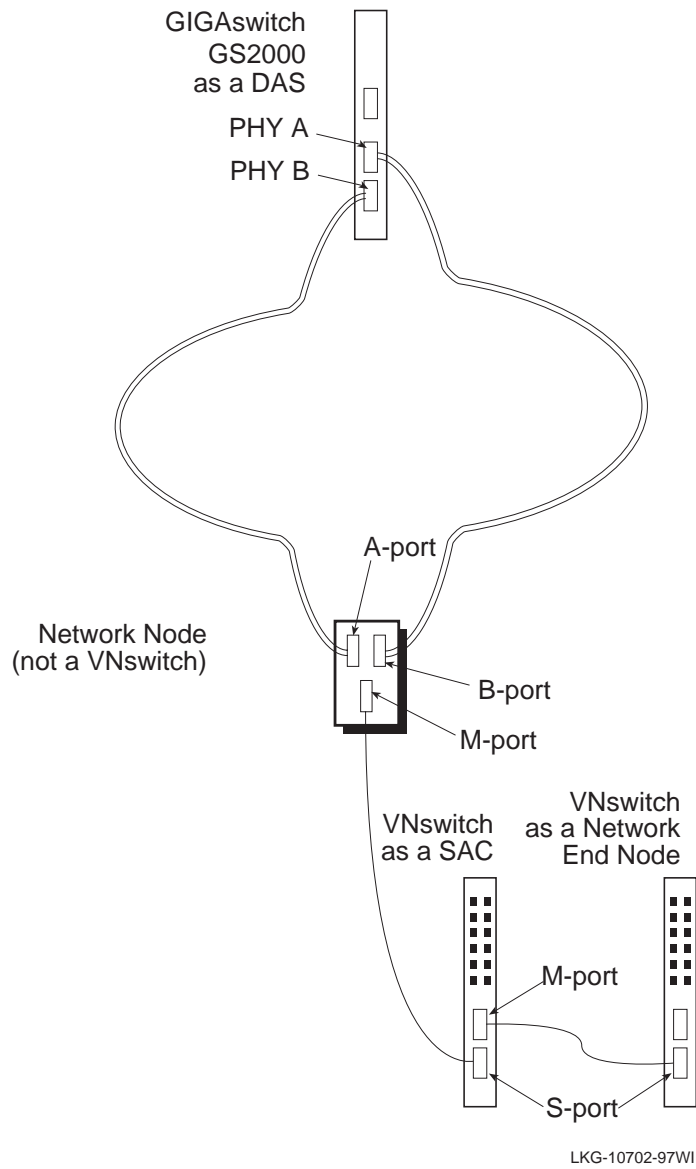 GIGAswitch
GS2000
as a DAS
PHY A
PHY B
A-port
Network Node
(not a VNswitch)
B-port
M-port
VNswitch
as a SAC
VNswitch
as a Network
End Node
M-port
S-port
LKG-10702-97WI